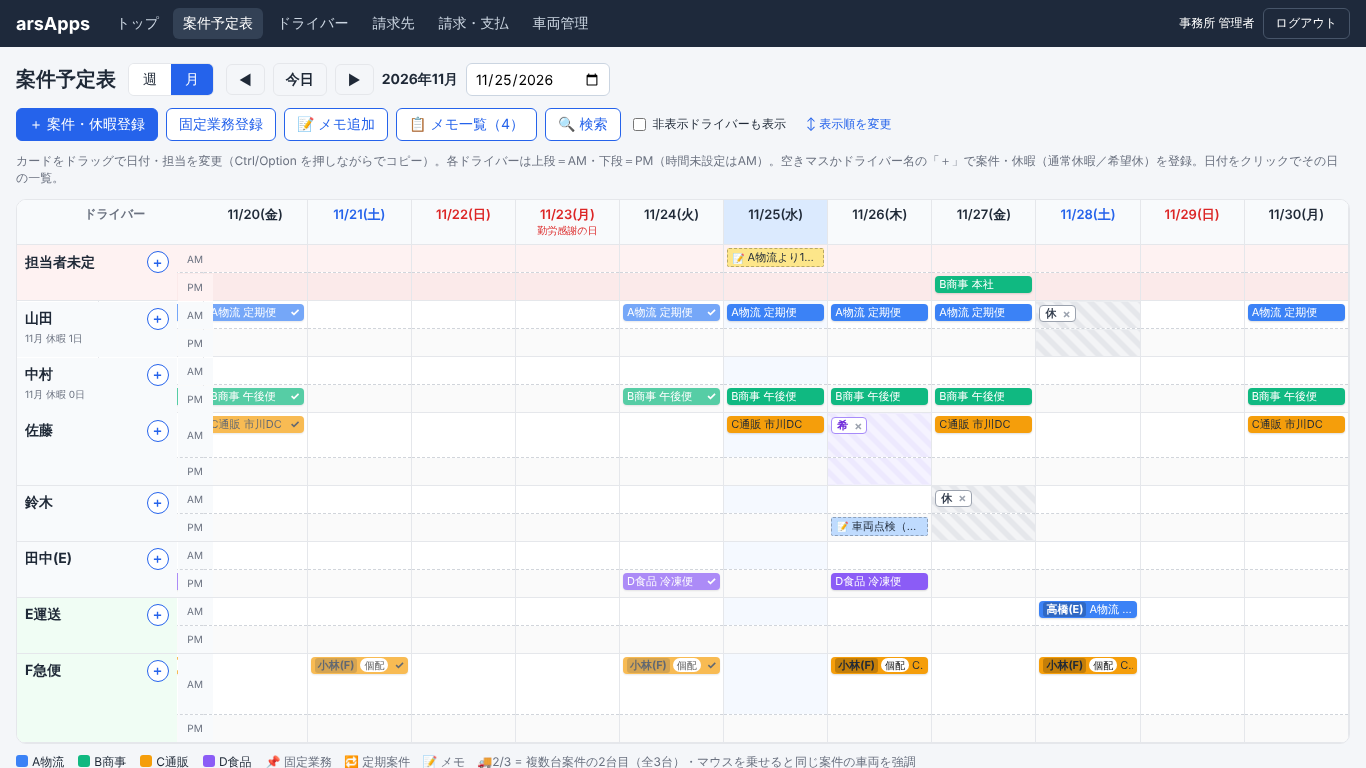 arsApps トップ 案件予定表 ドライバー 請求先 請求・支払 車両管理 事務所 管理者 ログアウト
案件予定表 週 月 ◀ 今日 ▶ 2026年11月 11/25/2026
＋ 案件・休暇登録 固定業務登録 📝 メモ追加 📋 メモ一覧（4） 🔍 検索 非表示ドライバーも表示 ↕ 表示順を変更
カードをドラッグで日付・担当を変更（Ctrl/Option を押しながらでコピー）。各ドライバーは上段＝AM・下段＝PM（時間未設定はAM）。空きマスかドライバー名の「＋」で案件・休暇（通常休暇／希望休）を登録。日付をクリックでその日
の一覧。
ドライバー 11/20(金) 11/21(土) 11/22(日) 11/23(月) 11/24(火) 11/25(水) 11/26(木) 11/27(金) 11/28(土) 11/29(日) 11/30(月)
勤労感謝の日
担当者未定 + AM 📝 A物流より1…
PM B商事 本社
山田 + AM A物流 定期便 ✓ A物流 定期便 ✓ A物流 定期便 A物流 定期便 A物流 定期便 休 × A物流 定期便
11月 休暇 1日 PM
中村 + AM
11月 休暇 0日 PM B商事 午後便 ✓ B商事 午後便 ✓ B商事 午後便 B商事 午後便 B商事 午後便 B商事 午後便
佐藤 + AM C通販 市川DC ✓ C通販 市川DC 希 × C通販 市川DC C通販 市川DC
PM
鈴木 + AM 休 ×
PM 📝 車両点検（…
田中(E) + AM
PM D食品 冷凍便 ✓ D食品 冷凍便
E運送 + AM 高橋(E) A物流 …
PM
F急便 + AM 小林(F) 個配 ✓ 小林(F) 個配 ✓ 小林(F) 個配 C. 小林(F) 個配 C..
PM
A物流 B商事 C通販 D食品 📌 固定業務 🔁 定期案件 📝 メモ 🚚2/3 = 複数台案件の2台目（全3台）・マウスを乗せると同じ案件の車両を強調